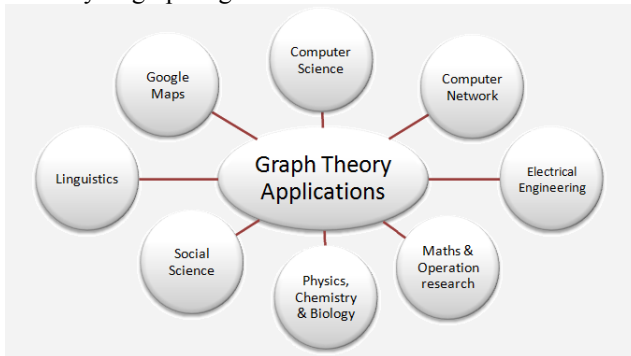 Computer
Science
Google
Maps
Computer
Network
Graph Theory
Applications
Linguistics
Electrical
Engineering
Social
Science
Maths &
Operation
research
Physics,
Chemistry
& Biology